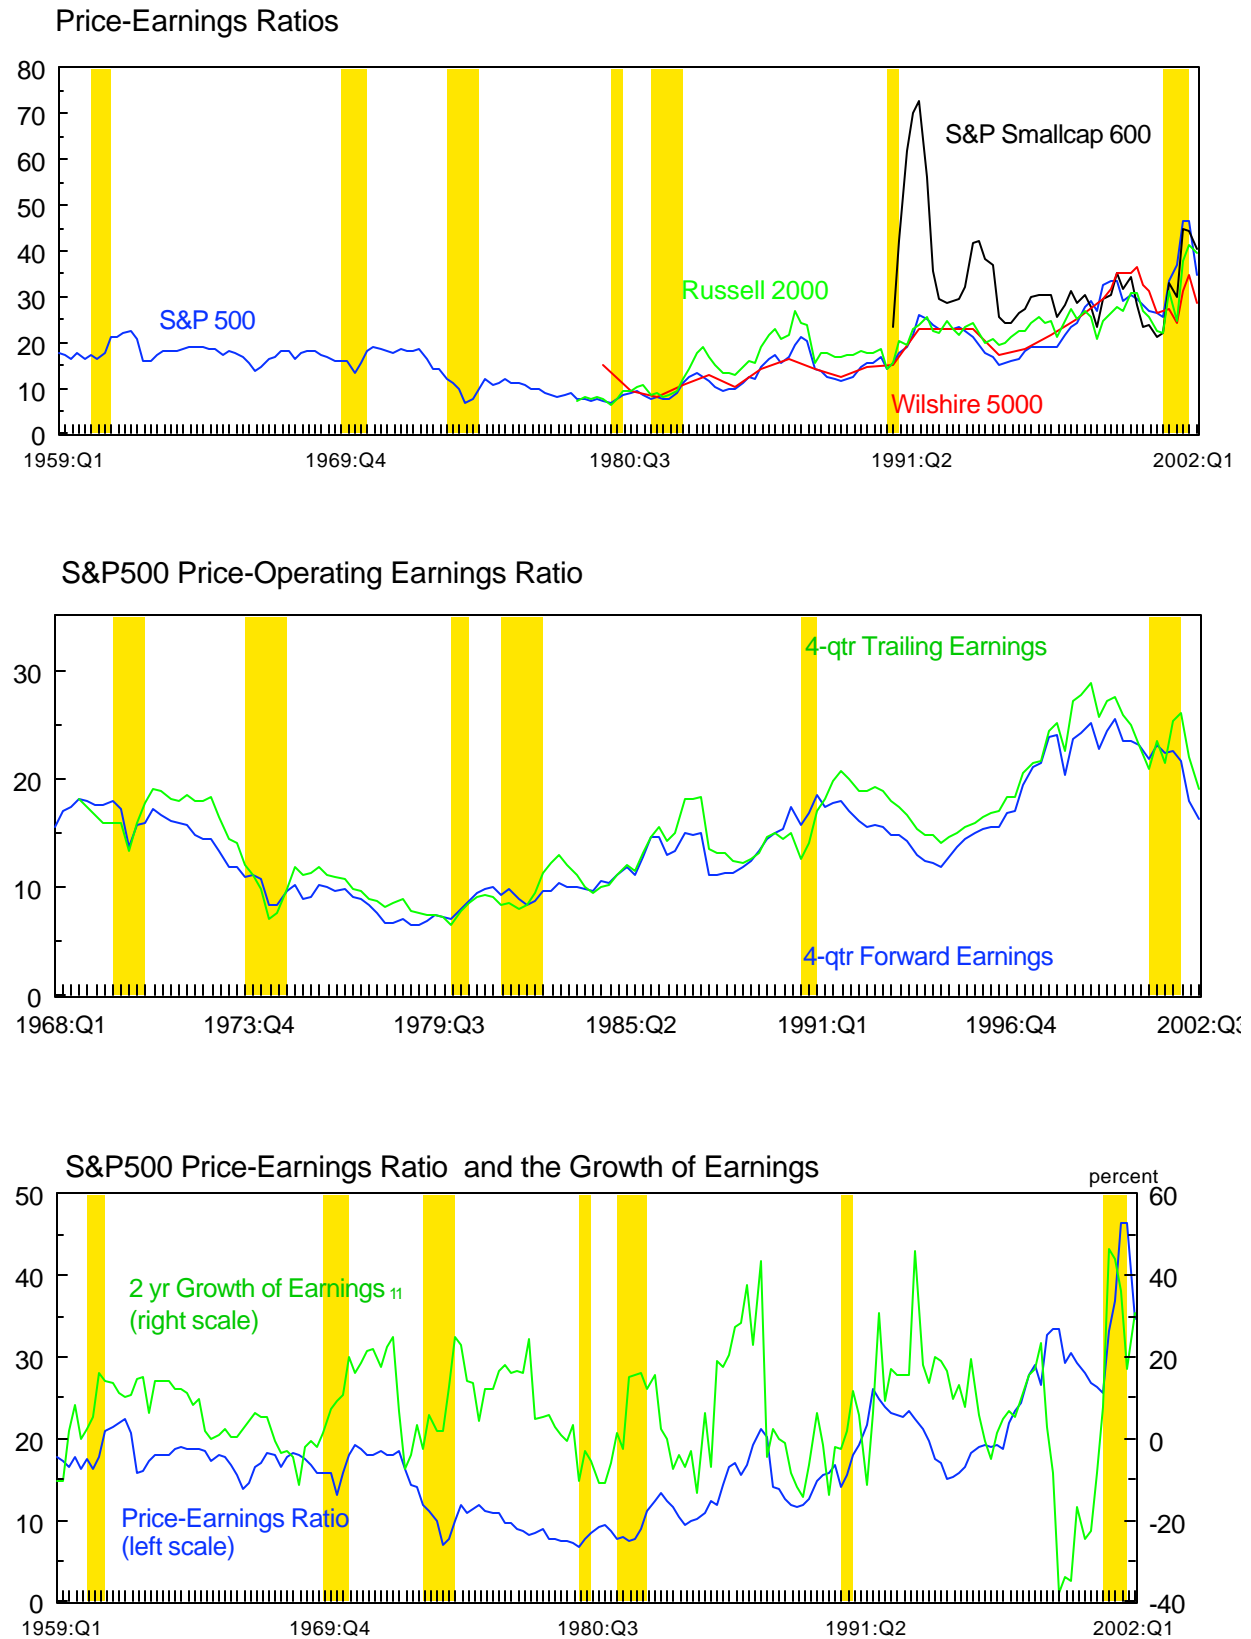 Price-Earnings Ratios
80
70
60
50
40
30
20
10
0
S&P Smallcap 600
Russell 2000
S&P 500
Wilshire 5000
1959:Q1 1969:Q4 1980:Q3 1991:Q2 2002:Q1
S&P500 Price-Operating Earnings Ratio
30
20
10
0
4-qtr Trailing Earnings
4-qtr Forward Earnings
1968:Q1 1973:Q4 1979:Q3 1985:Q2 1991:Q1 1996:Q4 2002:Q3
S&P500 Price-Earnings Ratio and the Growth of Earnings
percent
50
40
30
20
10
0
60
40
20
0
-20
-40
2 yr Growth of Earnings 11
(right scale)
Price-Earnings Ratio
(left scale)
1959:Q1 1969:Q4 1980:Q3 1991:Q2 2002:Q1